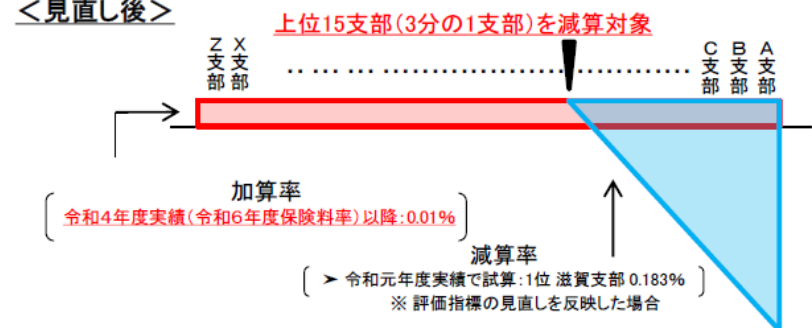 ＜見直し後＞
上位15支部(3分の1支部)を減算対象
Z支部
X支部
‥ … … ……………………………
C支部
B支部
A支部
加算率
令和4年度実績(令和6年度保険料率)以降：0.01%
減算率
➤ 令和元年度実績で試算：1位 滋賀支部 0.183%
※ 評価指標の見直しを反映した場合